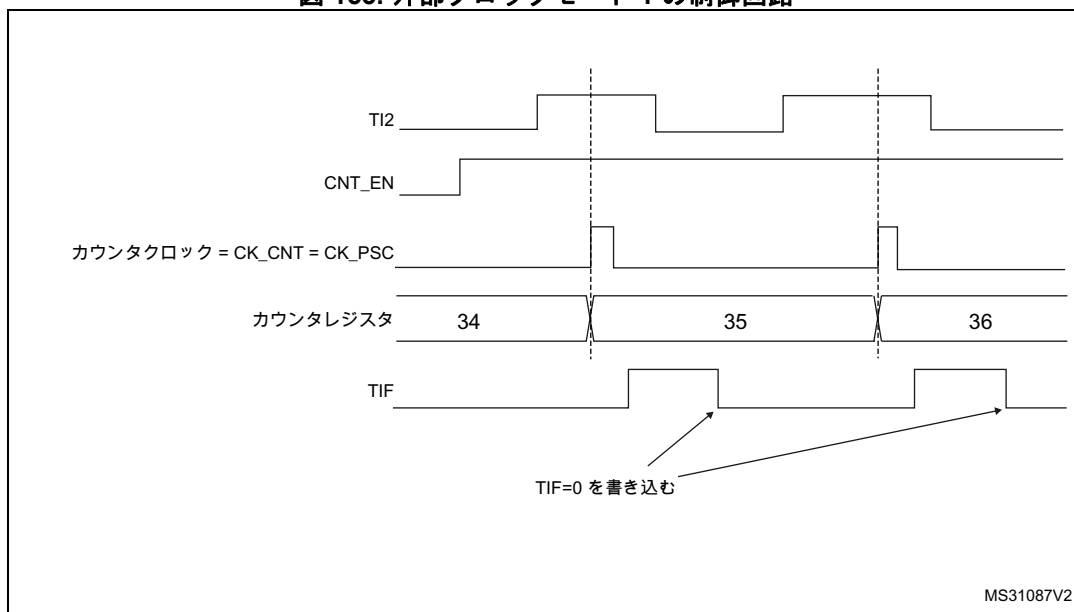 TI2
CNT_EN
カウンタクロック = CK_CNT = CK_PSC
カウンタレジスタ 34 35 36
TIF
TIF=0 を書き込む
MS31087V2